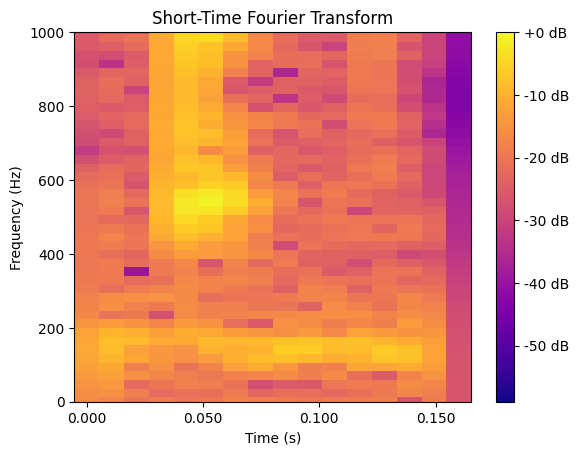 Short-Time Fourier Transform
1000
800
600
400
200
0
Frequency (Hz)
0.000
0.050
0.100
0.150
Time (s)
+0 dB
-10 dB
-20 dB
-30 dB
-40 dB
-50 dB